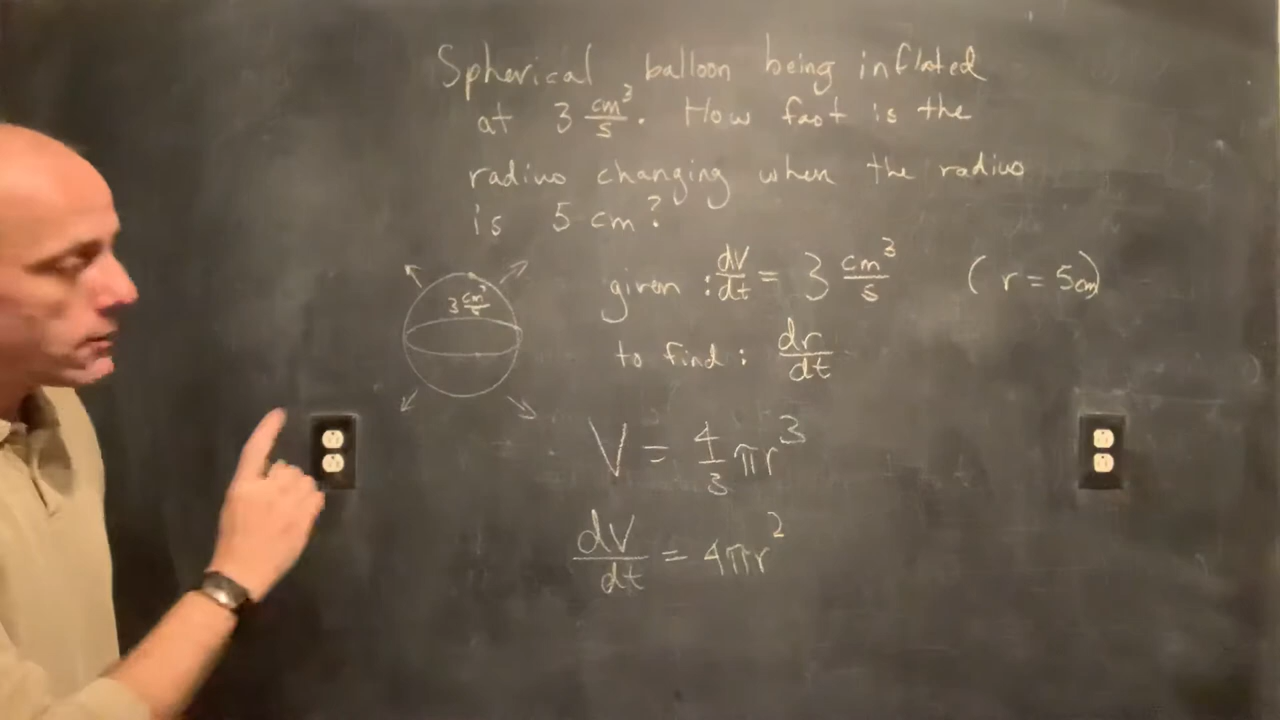 Spherical balloon being inflated
at 3 cm³/s. How fast is the
radius changing when the radius
is 5 cm?
3 cm³/s
given : dV/dt = 3 cm³/s (r = 5cm)
to find : dr/dt
V = 4/3 πr³
dV/dt = 4πr²